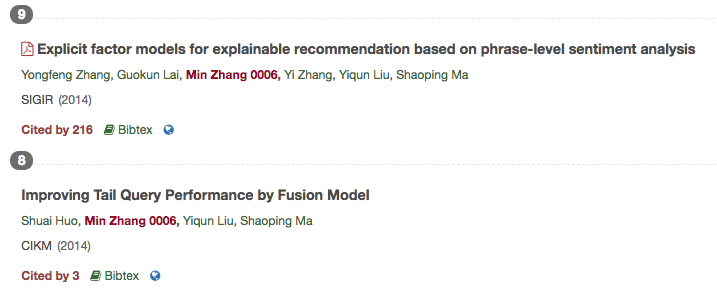 9
Explicit factor models for explainable recommendation based on phrase-level sentiment analysis
Yongfeng Zhang, Guokun Lai, Min Zhang 0006, Yi Zhang, Yiqun Liu, Shaoping Ma
SIGIR (2014)
Cited by 216 Bibtex
8
Improving Tail Query Performance by Fusion Model
Shuai Huo, Min Zhang 0006, Yiqun Liu, Shaoping Ma
CIKM (2014)
Cited by 3 Bibtex